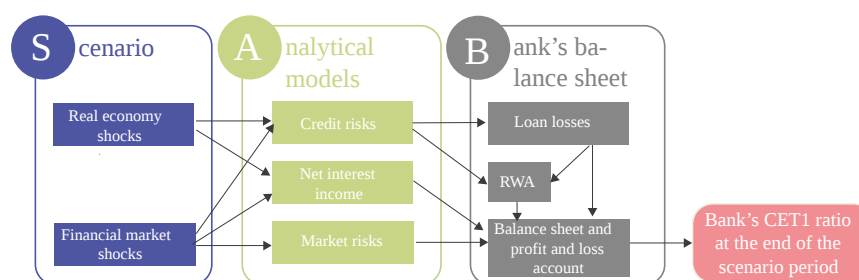 S cenario
Real economy
shocks
Financial market
shocks
A nalytical
models
Credit risks
Net interest
income
Market risks
B ank's ba-
lance sheet
Loan losses
RWA
Balance sheet and
profit and loss
account
Bank's CET1 ratio
at the end of the
scenario period